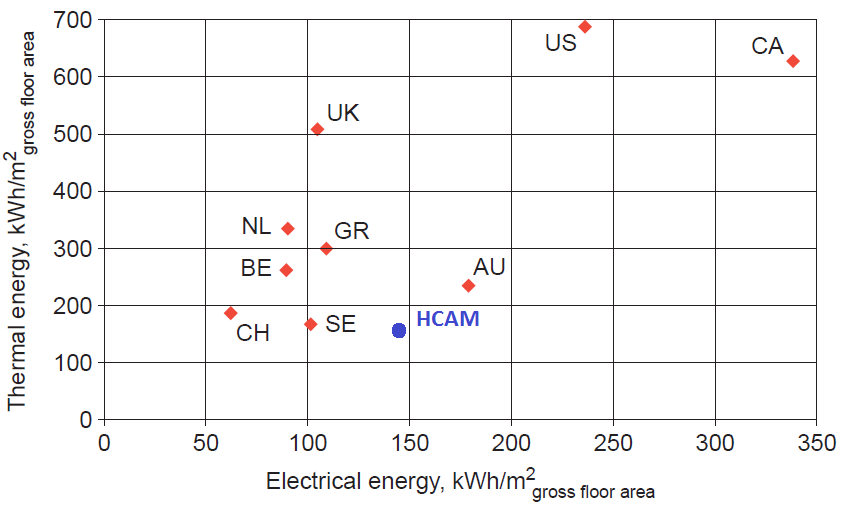 Thermal energy, kWh/m2gross floor area
700
600
500
400
300
200
100
0
US
CA
UK
NL
GR
BE
AU
CH
SE
HCAM
0 50 100 150 200 250 300 350
Electrical energy, kWh/m2gross floor area